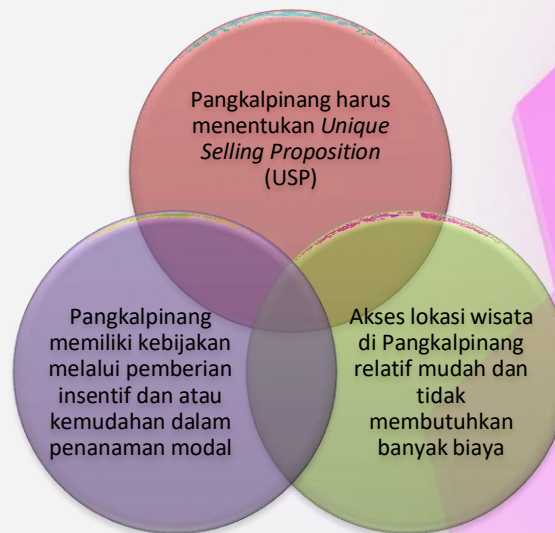 Pangkalpinang harus
menentukan Unique
Selling Proposition
(USP)
Pangkalpinang
memiliki kebijakan
melalui pemberian
insentif dan atau
kemudahan dalam
penanaman modal
Akses lokasi wisata
di Pangkalpinang
relatif mudah dan
tidak
membutuhkan
banyak biaya